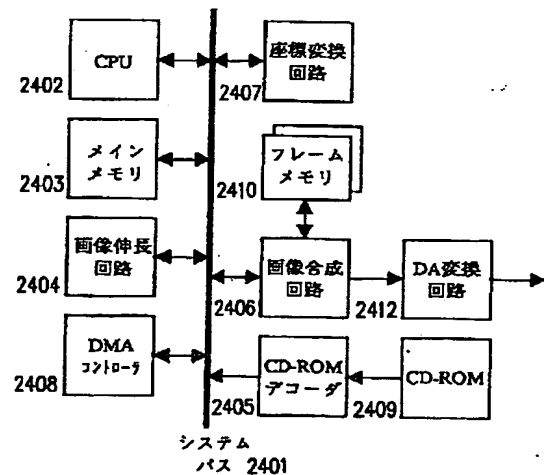 CPU
2402
座標変換
回路
2407
メイン
メモリ
2403
フレーム
メモリ
2410
画像伸長
回路
2404
画像合成
回路
2406
DA変換
回路
2412
DMA
コントローラ
2408
CD-ROM
デコーダ
2405
CD-ROM
2409
システム
バス 2401